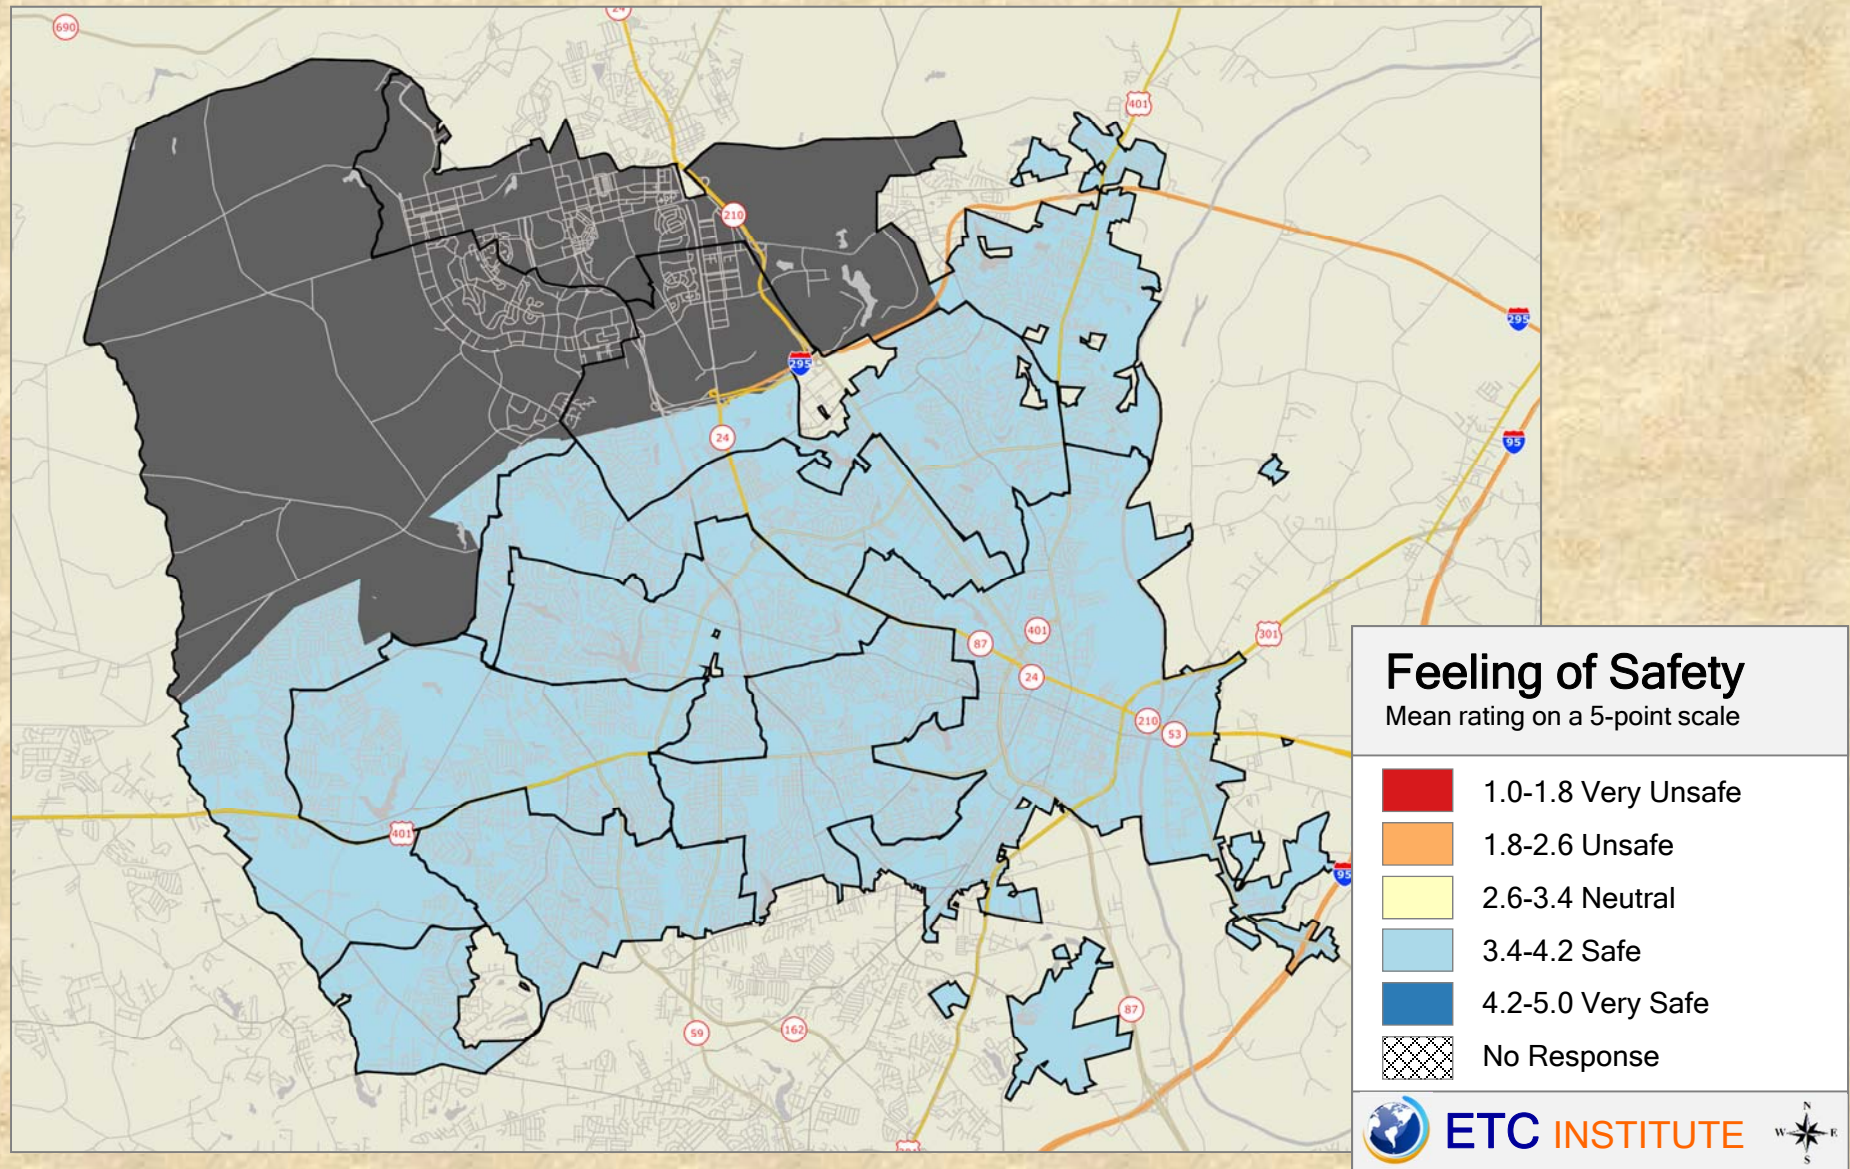 690
24
401
210
295
295
24
95
401
87
301
24
210
53
401
95
87
59
162
Feeling of Safety
Mean rating on a 5-point scale
1.0-1.8 Very Unsafe
1.8-2.6 Unsafe
2.6-3.4 Neutral
3.4-4.2 Safe
4.2-5.0 Very Safe
No Response
ETC INSTITUTE
N
W E
S